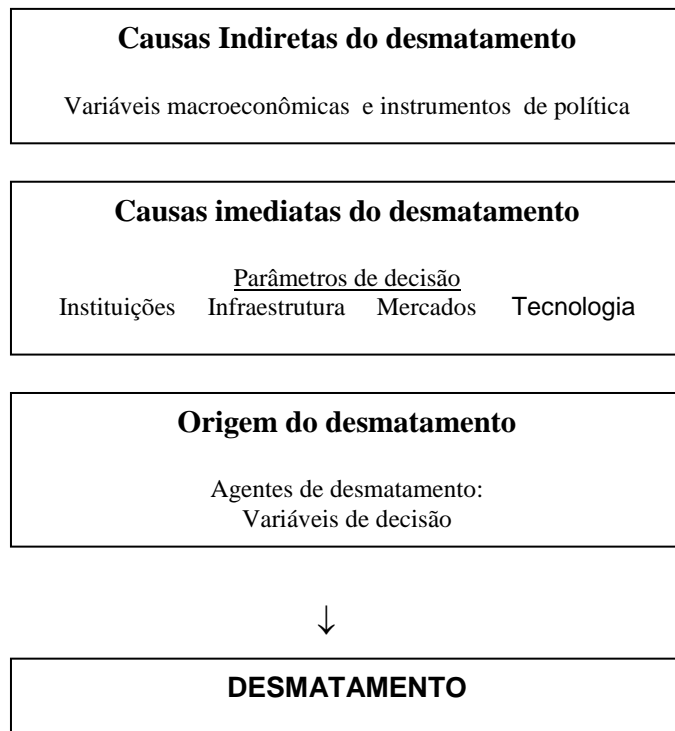 Causas Indiretas do desmatamento
Variáveis macroeconômicas e instrumentos de política
Causas imediatas do desmatamento
Parâmetros de decisão
Instituições Infraestrutura Mercados Tecnologia
Origem do desmatamento
Agentes de desmatamento:
Variáveis de decisão
↓
DESMATAMENTO